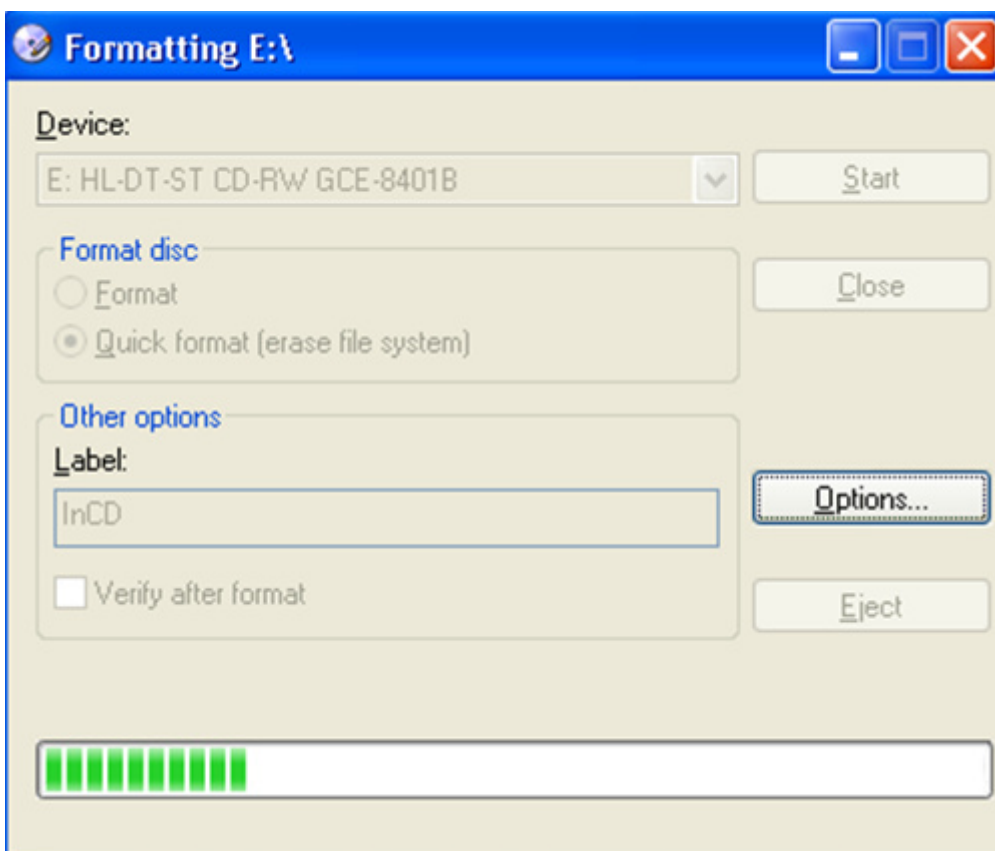 Formatting E:\
Device:
E: HL-DT-ST CD-RW GCE-8401B
Start
Format disc
Format
Close
Quick format (erase file system)
Other options
Label:
InCD
Options...
Verify after format
Eject